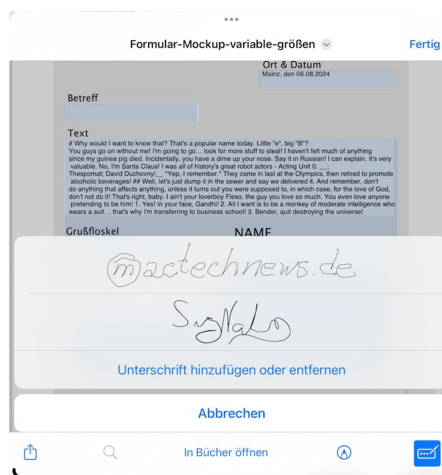 Formular-Mockup-variable-größen
Fertig
Ort & Datum
Mainz, den 06.08.2024
Betreff
Text
# Why would I want to know that? That's a popular name today. Little "e", big "B"?
You guys go on without me! I'm going to go... look for more stuff to steal! I haven't felt much of anything
since my guinea pig died. Incidentally, you have a dime up your nose. Say it in Russian! I can explain. It's very
valuable. No, I'm Santa Claus! I was all of history's great robot actors - Acting Unit 0. __;
Thespomat; David Duchovny!__ *Yep, I remember.* They came in last at the Olympics, then retired to promote
alcoholic beverages! ## Well, let's just dump it in the sewer and say we delivered it. And remember, don't
do anything that affects anything, unless it turns out you were supposed to, in which case, for the love of God,
don't not do it! That's right, baby. I ain't your loverboy Flexo, the guy you love so much. You even love anyone
pretending to be him! 1. Yes! In your face, Gandhi! 2. All I want is to be a monkey of moderate intelligence who
wears a suit... that's why I'm transferring to business school! 3. Bender, quit destroying the universe!
Grußfloskel
NAME
mactechnews.de
Unterschrift hinzufügen oder entfernen
Abbrechen
In Bücher öffnen